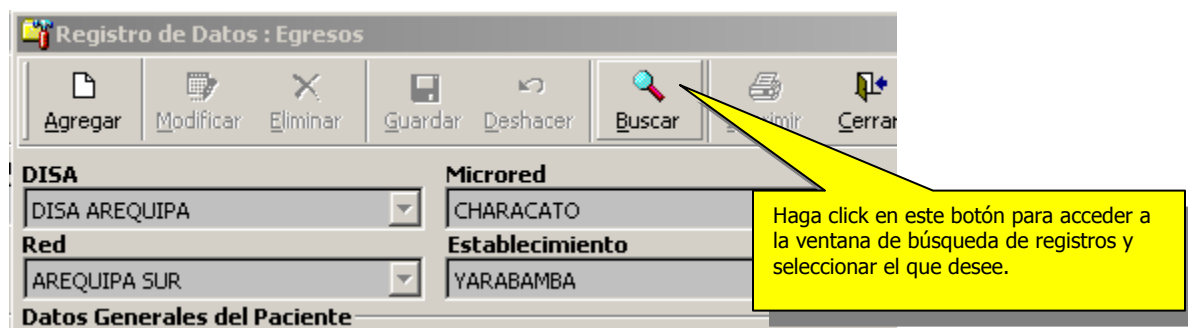 Registro de Datos : Egresos
Agregar Modificar Eliminar Guardar Deshacer Buscar Cerrar
DISA Microred
DISA AREQUIPA CHARACATO
Red Establecimiento
AREQUIPA SUR YARABAMBA
Datos Generales del Paciente
Haga click en este botón para acceder a
la ventana de búsqueda de registros y
seleccionar el que desee.